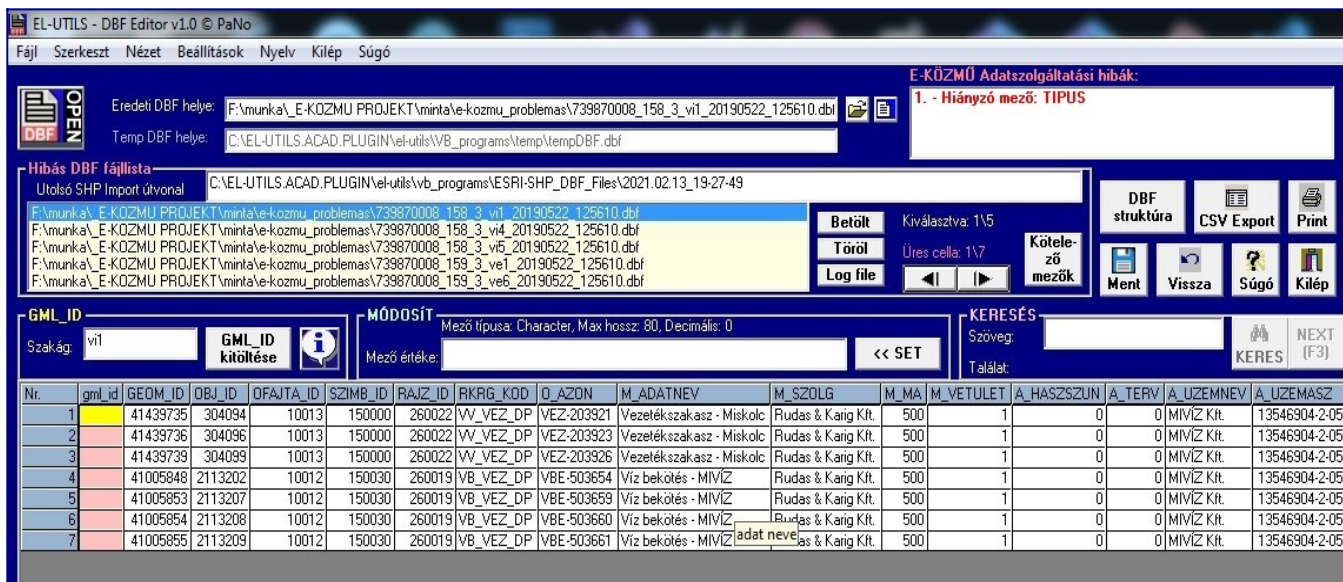 EL-UTILS - DBF Editor v1.0 © PaNo
Fájl Szerkeszt Nézet Beállítások Nyelv Kilép Súgó
E-KÖZMŰ Adatszolgáltatási hibák:
1. - Hiányzó mező: TIPUS
OPEN
DBF
Eredeti DBF helye: F:\munka\_E-KOZMU PROJEKT\minta\e-kozmu_problemas\739870008_158_3_vi1_20190522_125610.dbf
Temp DBF helye: C:\EL-UTILS.ACAD.PLUGIN\el-utils\VB_programs\temp\tempDBF.dbf
Hibás DBF fájllista
Utolsó SHP Import útvonal C:\EL-UTILS.ACAD.PLUGIN\el-utils\vb_programs\ESRI-SHP_DBF_Files\2021.02.13_19-27-49
F:\munka\_E-KOZMU PROJEKT\minta\e-kozmu_problemas\739870008_158_3_vi1_20190522_125610.dbf
F:\munka\_E-KOZMU PROJEKT\minta\e-kozmu_problemas\739870008_158_3_vi4_20190522_125610.dbf
F:\munka\_E-KOZMU PROJEKT\minta\e-kozmu_problemas\739870008_158_3_vi5_20190522_125610.dbf
F:\munka\_E-KOZMU PROJEKT\minta\e-kozmu_problemas\739870008_159_3_ve1_20190522_125610.dbf
F:\munka\_E-KOZMU PROJEKT\minta\e-kozmu_problemas\739870008_159_3_ve6_20190522_125610.dbf
Betölt
Töröl
Log file
Kiválasztva: 1\5
Üres cella: 1\7
Kötele-
ző
mezők
DBF
struktúra
CSV Export
Print
Ment
Vissza
Súgó
Kilép
GML_ID
Szakág: vi1
GML_ID
kitöltése
MÓDOSÍT
Mező típusa: Character, Max hossz: 80, Decimális: 0
Mező értéke:
<< SET
KERESÉS
Szöveg:
Találat:
KERES
NEXT
(F3)
Nr. gml_id GEOM_ID OBJ_ID OFAJTA_ID SZIMB_ID RAJZ_ID RKRG_KOD O_AZON M_ADATNEV M_SZOLG M_MA M_VETULET A_HASZSZUN A_TERV A_UZEMNEV A_UZEMASZ
1 41439735 304094 10013 150000 260022 VV_VEZ_DP VEZ-203921 Vezetékszakasz - Miskolc Rudas & Karig Kft. 500 1 0 0 MIVÍZ Kft. 13546904-2-05
2 41439736 304096 10013 150000 260022 VV_VEZ_DP VEZ-203923 Vezetékszakasz - Miskolc Rudas & Karig Kft. 500 1 0 0 MIVÍZ Kft. 13546904-2-05
3 41439739 304099 10013 150000 260022 VV_VEZ_DP VEZ-203926 Vezetékszakasz - Miskolc Rudas & Karig Kft. 500 1 0 0 MIVÍZ Kft. 13546904-2-05
4 41005848 2113202 10012 150030 260019 VB_VEZ_DP VBE-503654 Víz bekötés - MIVÍZ Rudas & Karig Kft. 500 1 0 0 MIVÍZ Kft. 13546904-2-05
5 41005853 2113207 10012 150030 260019 VB_VEZ_DP VBE-503659 Víz bekötés - MIVÍZ Rudas & Karig Kft. 500 1 0 0 MIVÍZ Kft. 13546904-2-05
6 41005854 2113208 10012 150030 260019 VB_VEZ_DP VBE-503660 Víz bekötés - MIVÍZ Rudas & Karig Kft. 500 1 0 0 MIVÍZ Kft. 13546904-2-05
7 41005855 2113209 10012 150030 260019 VB_VEZ_DP VBE-503661 Víz bekötés - MIVÍZ as & Karig Kft. 500 1 0 0 MIVÍZ Kft. 13546904-2-05
adat neve